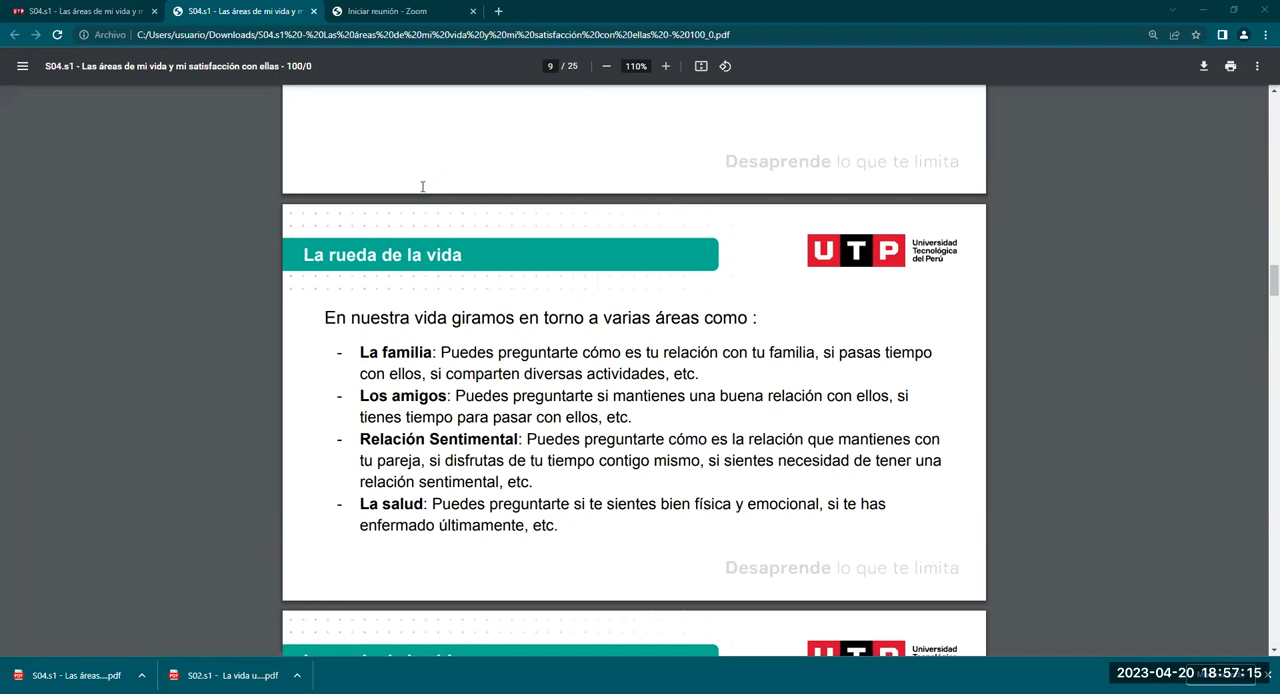 S04.s1 - Las áreas de mi vida y m
S04.s1 - Las áreas de mi vida y m
Iniciar reunión - Zoom
Archivo
C:/Users/usuario/Downloads/S04.s1%20-%20Las%20áreas%20de%20mi%20vida%20y%20mi%20satisfacción%20con%20ellas%20-%20100_0.pdf
S04.s1 - Las áreas de mi vida y mi satisfacción con ellas - 100/0
9 / 25
110%
Desaprende lo que te limita
La rueda de la vida
UTP Universidad
Tecnológica
del Perú
En nuestra vida giramos en torno a varias áreas como :
- La familia: Puedes preguntarte cómo es tu relación con tu familia, si pasas tiempo
con ellos, si comparten diversas actividades, etc.
- Los amigos: Puedes preguntarte si mantienes una buena relación con ellos, si
tienes tiempo para pasar con ellos, etc.
- Relación Sentimental: Puedes preguntarte cómo es la relación que mantienes con
tu pareja, si disfrutas de tu tiempo contigo mismo, si sientes necesidad de tener una
relación sentimental, etc.
- La salud: Puedes preguntarte si te sientes bien física y emocional, si te has
enfermado últimamente, etc.
Desaprende lo que te limita
UTP Universidad
Tecnológica
S04.s1 - Las áreas....pdf
S02.s1 - La vida u....pdf
2023-04-20 18:57:15